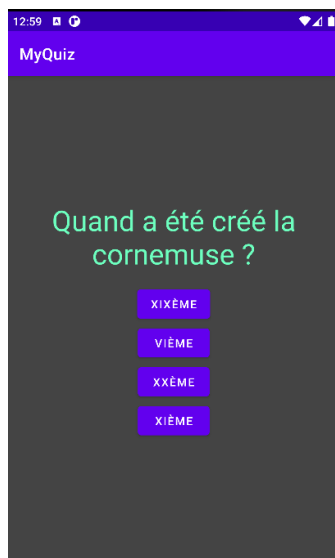 12:59
MyQuiz
Quand a été créé la
cornemuse ?
XIXÈME
VIÈME
XXÈME
XIÈME